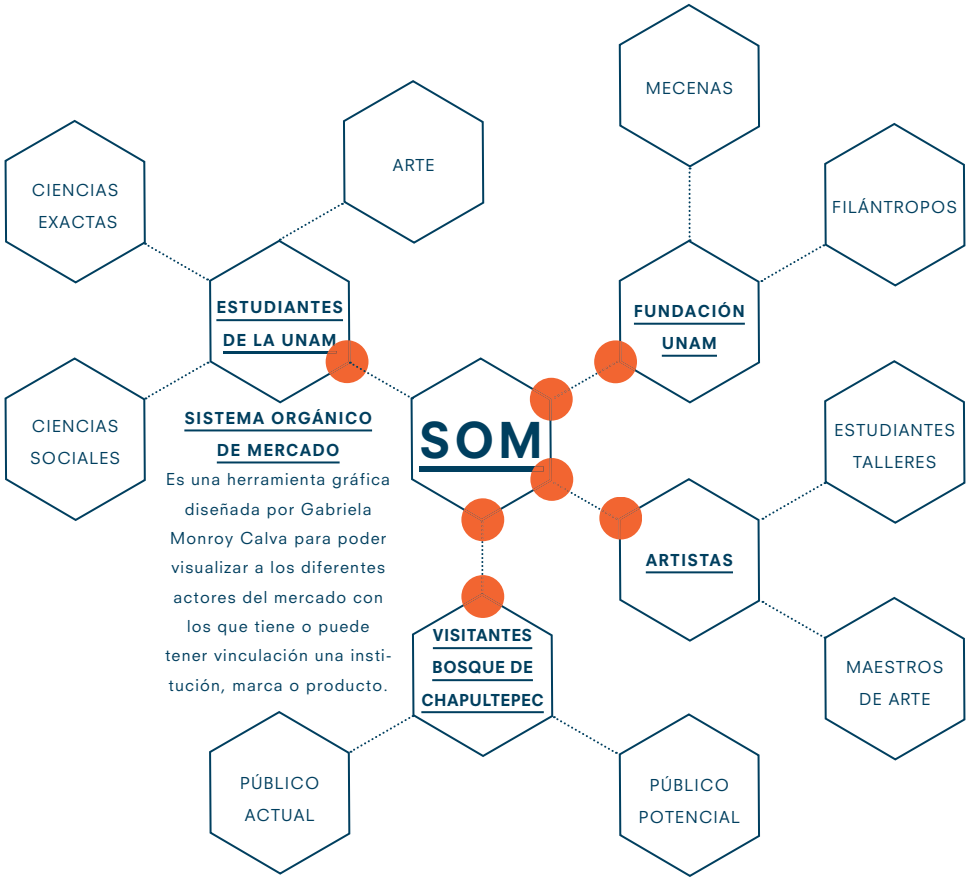 MECENAS
ARTE
CIENCIAS
EXACTAS
FILÁNTROPOS
ESTUDIANTES
DE LA UNAM
FUNDACIÓN
UNAM
CIENCIAS
SOCIALES
SISTEMA ORGÁNICO
DE MERCADO
Es una herramienta gráfica
diseñada por Gabriela
Monroy Calva para poder
visualizar a los diferentes
actores del mercado con
los que tiene o puede
tener vinculación una insti-
tución, marca o producto.
SOM
ESTUDIANTES
TALLERES
ARTISTAS
VISITANTES
BOSQUE DE
CHAPULTEPEC
MAESTROS
DE ARTE
PÚBLICO
ACTUAL
PÚBLICO
POTENCIAL